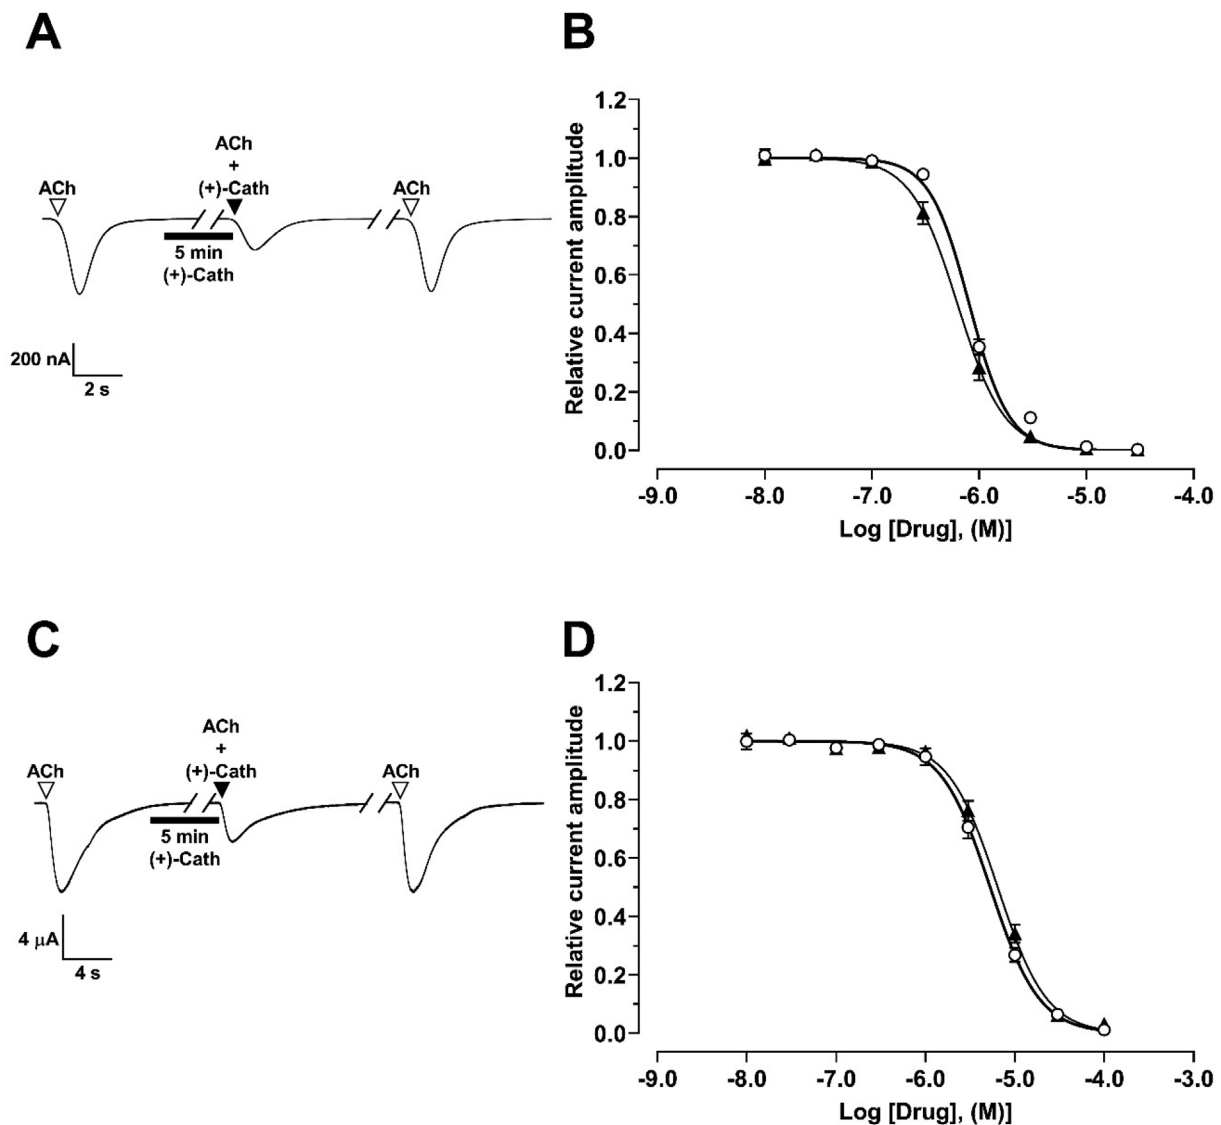 A
ACh
ACh
+
(+)-Cath
ACh
5 min
(+)-Cath
200 nA
2 s
B
Relative current amplitude
1.2
1.0
0.8
0.6
0.4
0.2
0.0
-9.0 -8.0 -7.0 -6.0 -5.0 -4.0
Log [Drug], (M)]
C
ACh
ACh
+
(+)-Cath
ACh
5 min
(+)-Cath
4 μA
4 s
D
Relative current amplitude
1.2
1.0
0.8
0.6
0.4
0.2
0.0
-9.0 -8.0 -7.0 -6.0 -5.0 -4.0 -3.0
Log [Drug], (M)]